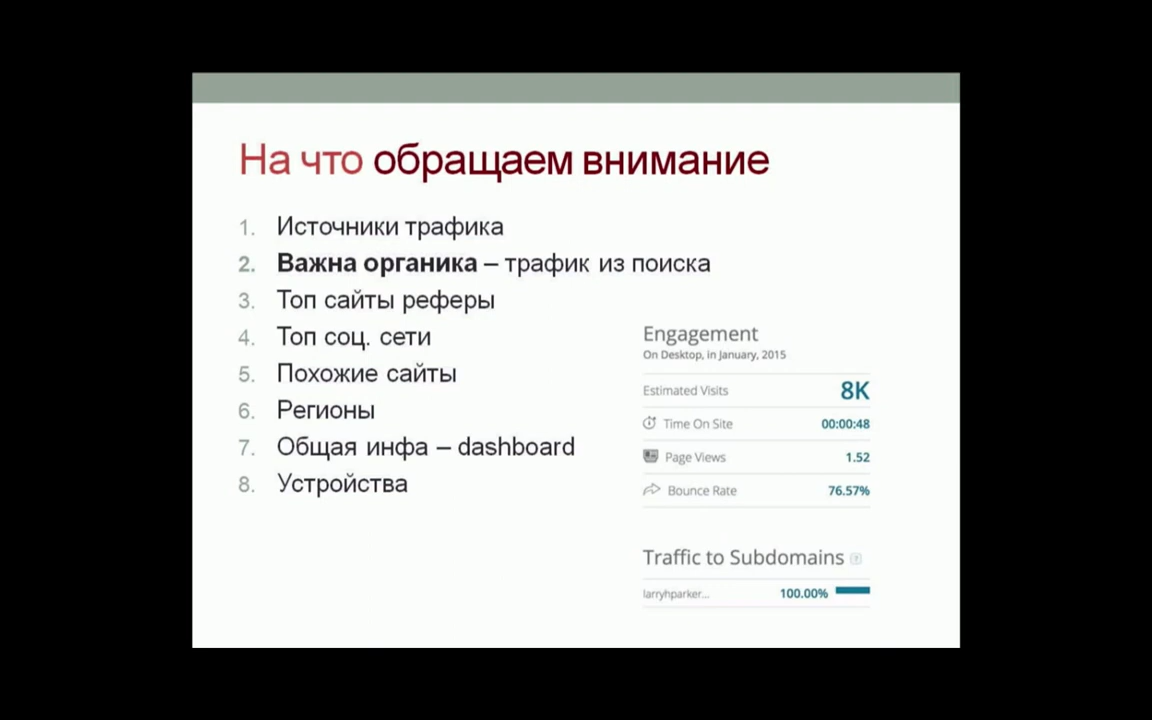 На что обращаем внимание
1. Источники трафика
2. Важна органика – трафик из поиска
3. Топ сайты реферы
4. Топ соц. сети
5. Похожие сайты
6. Регионы
7. Общая инфа – dashboard
8. Устройства
Engagement
On Desktop, in January, 2015
Estimated Visits 8K
Time On Site 00:00:48
Page Views 1.52
Bounce Rate 76.57%
Traffic to Subdomains ?
larryhparker... 100.00%